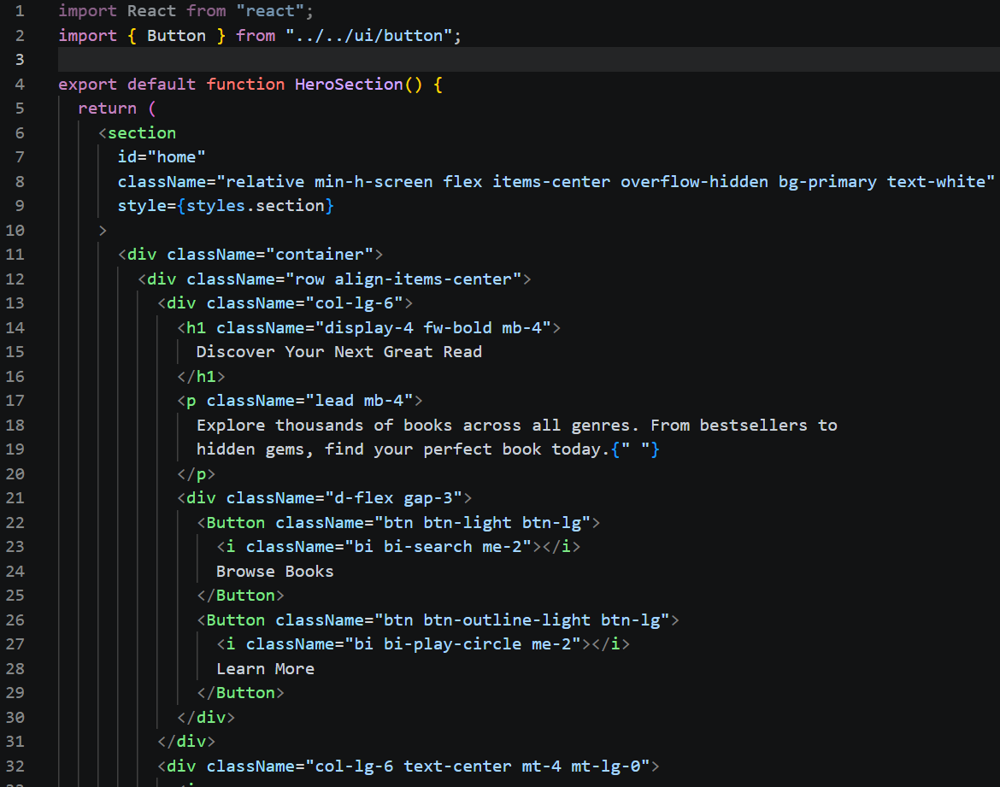 1 import React from "react";
2 import { Button } from "../../ui/button";
3
4 export default function HeroSection() {
5 return (
6 <section
7 id="home"
8 className="relative min-h-screen flex items-center overflow-hidden bg-primary text-white"
9 style={styles.section}
10 >
11 <div className="container">
12 <div className="row align-items-center">
13 <div className="col-lg-6">
14 <h1 className="display-4 fw-bold mb-4">
15 Discover Your Next Great Read
16 </h1>
17 <p className="lead mb-4">
18 Explore thousands of books across all genres. From bestsellers to
19 hidden gems, find your perfect book today.{" "}
20 </p>
21 <div className="d-flex gap-3">
22 <Button className="btn btn-light btn-lg">
23 <i className="bi bi-search me-2"></i>
24 Browse Books
25 </Button>
26 <Button className="btn btn-outline-light btn-lg">
27 <i className="bi bi-play-circle me-2"></i>
28 Learn More
29 </Button>
30 </div>
31 </div>
32 <div className="col-lg-6 text-center mt-4 mt-lg-0">